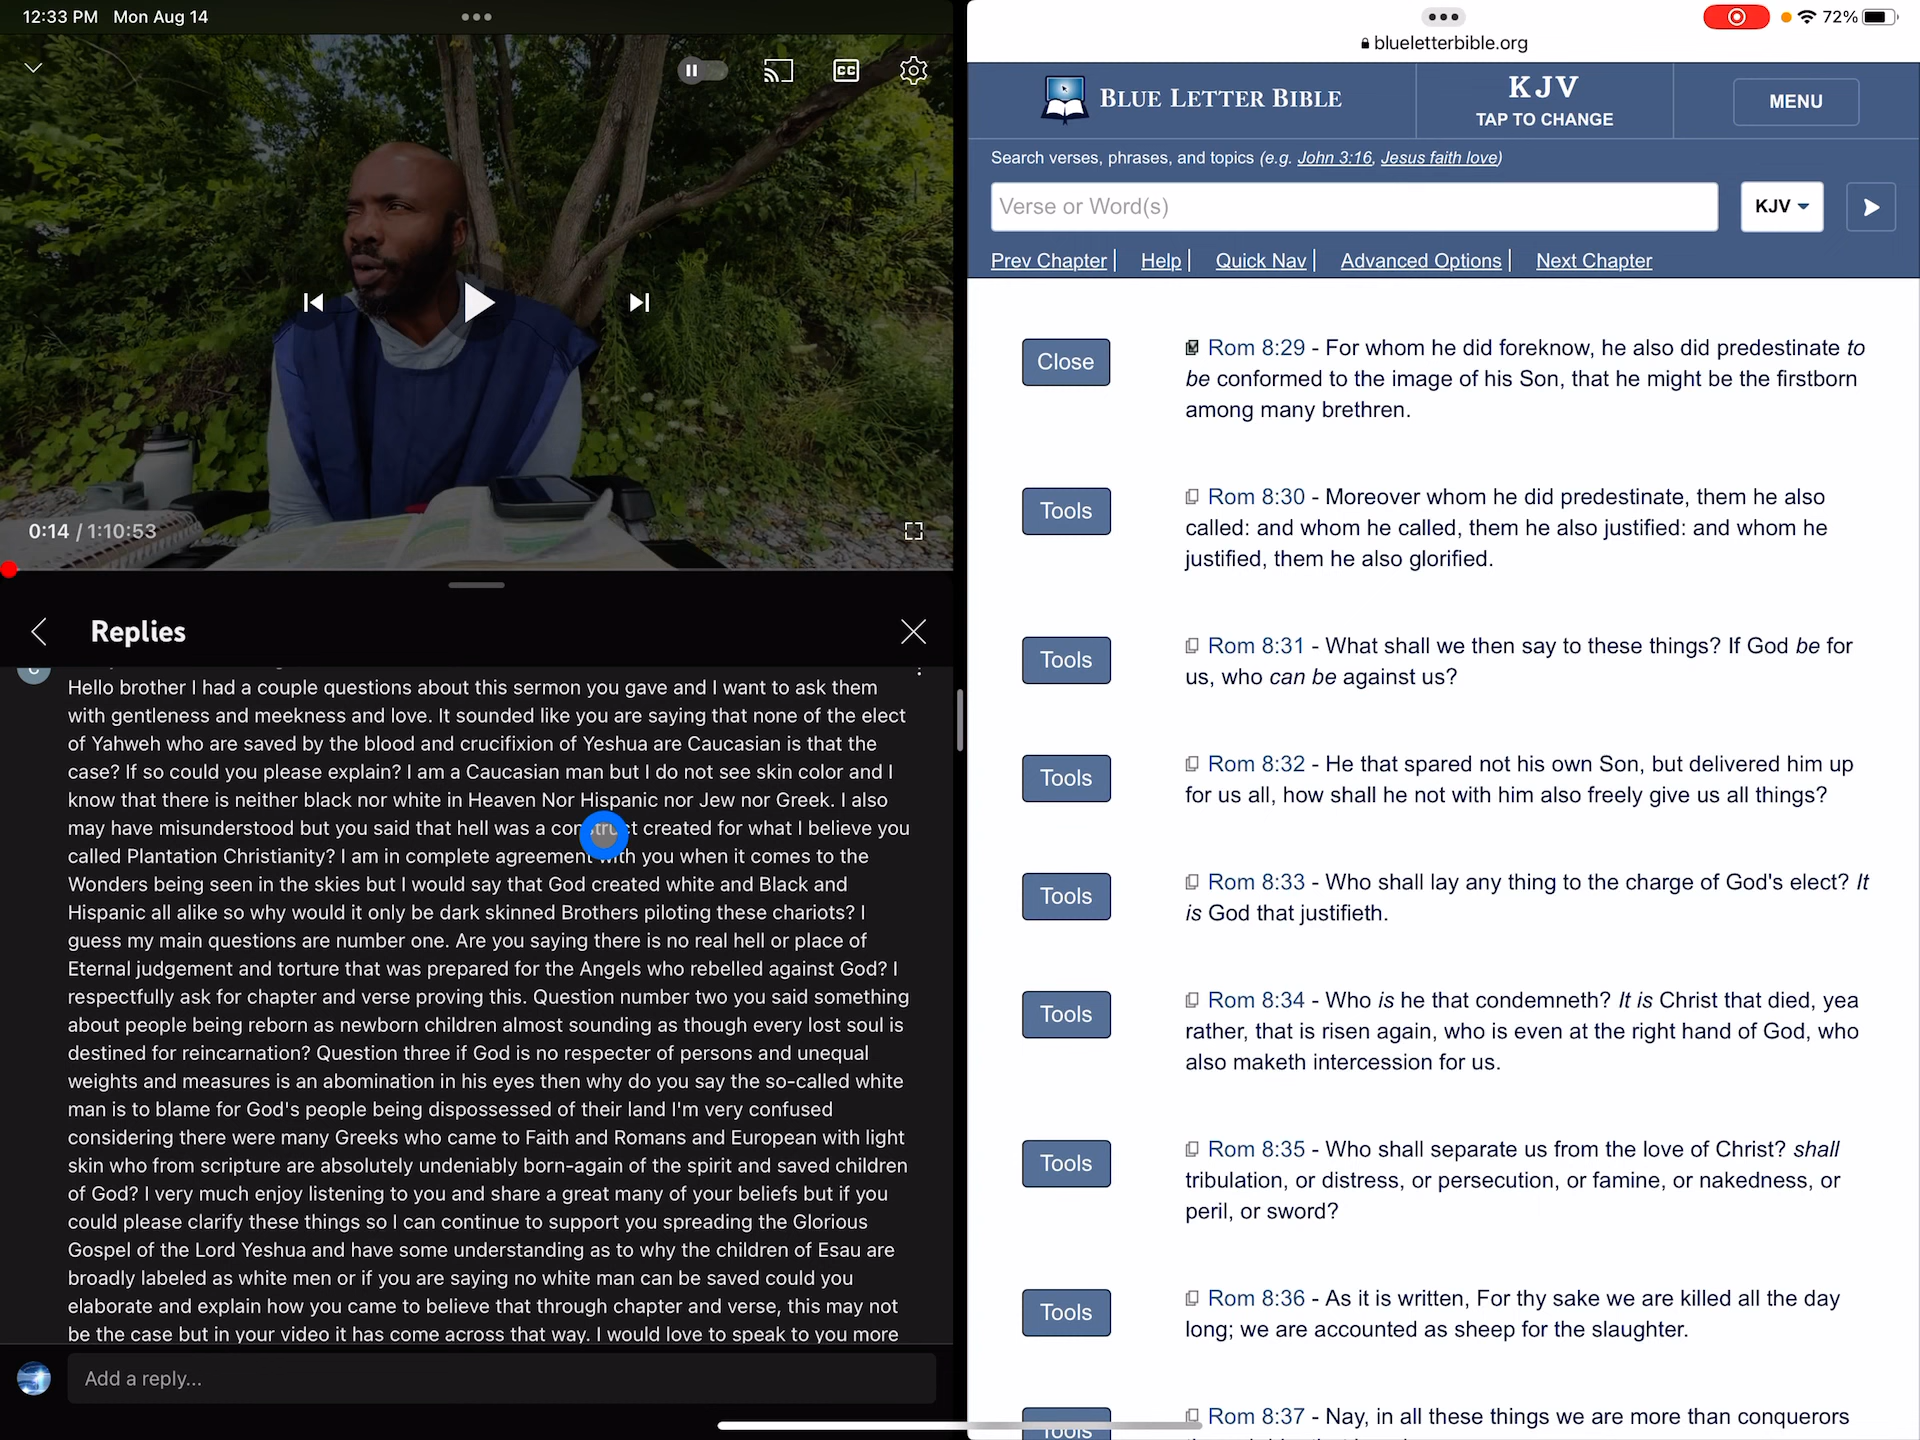 12:33 PM Mon Aug 14
CC
0:14 / 1:10:53
Replies
Hello brother I had a couple questions about this sermon you gave and I want to ask them
with gentleness and meekness and love. It sounded like you are saying that none of the elect
of Yahweh who are saved by the blood and crucifixion of Yeshua are Caucasian is that the
case? If so could you please explain? I am a Caucasian man but I do not see skin color and I
know that there is neither black nor white in Heaven Nor Hispanic nor Jew nor Greek. I also
may have misunderstood but you said that hell was a construct created for what I believe you
called Plantation Christianity? I am in complete agreement with you when it comes to the
Wonders being seen in the skies but I would say that God created white and Black and
Hispanic all alike so why would it only be dark skinned Brothers piloting these chariots? I
guess my main questions are number one. Are you saying there is no real hell or place of
Eternal judgement and torture that was prepared for the Angels who rebelled against God? I
respectfully ask for chapter and verse proving this. Question number two you said something
about people being reborn as newborn children almost sounding as though every lost soul is
destined for reincarnation? Question three if God is no respecter of persons and unequal
weights and measures is an abomination in his eyes then why do you say the so-called white
man is to blame for God's people being dispossessed of their land I'm very confused
considering there were many Greeks who came to Faith and Romans and European with light
skin who from scripture are absolutely undeniably born-again of the spirit and saved children
of God? I very much enjoy listening to you and share a great many of your beliefs but if you
could please clarify these things so I can continue to support you spreading the Glorious
Gospel of the Lord Yeshua and have some understanding as to why the children of Esau are
broadly labeled as white men or if you are saying no white man can be saved could you
elaborate and explain how you came to believe that through chapter and verse, this may not
be the case but in your video it has come across that way. I would love to speak to you more
Add a reply...
72%
blueletterbible.org
BLUE LETTER BIBLE
KJV
TAP TO CHANGE
MENU
Search verses, phrases, and topics (e.g. John 3:16, Jesus faith love)
Verse or Word(s)
KJV
Prev Chapter | Help | Quick Nav | Advanced Options | Next Chapter
Close
Rom 8:29 - For whom he did foreknow, he also did predestinate to
be conformed to the image of his Son, that he might be the firstborn
among many brethren.
Tools
Rom 8:30 - Moreover whom he did predestinate, them he also
called: and whom he called, them he also justified: and whom he
justified, them he also glorified.
Tools
Rom 8:31 - What shall we then say to these things? If God be for
us, who can be against us?
Tools
Rom 8:32 - He that spared not his own Son, but delivered him up
for us all, how shall he not with him also freely give us all things?
Tools
Rom 8:33 - Who shall lay any thing to the charge of God's elect? It
is God that justifieth.
Tools
Rom 8:34 - Who is he that condemneth? It is Christ that died, yea
rather, that is risen again, who is even at the right hand of God, who
also maketh intercession for us.
Tools
Rom 8:35 - Who shall separate us from the love of Christ? shall
tribulation, or distress, or persecution, or famine, or nakedness, or
peril, or sword?
Tools
Rom 8:36 - As it is written, For thy sake we are killed all the day
long; we are accounted as sheep for the slaughter.
Tools
Rom 8:37 - Nay, in all these things we are more than conquerors